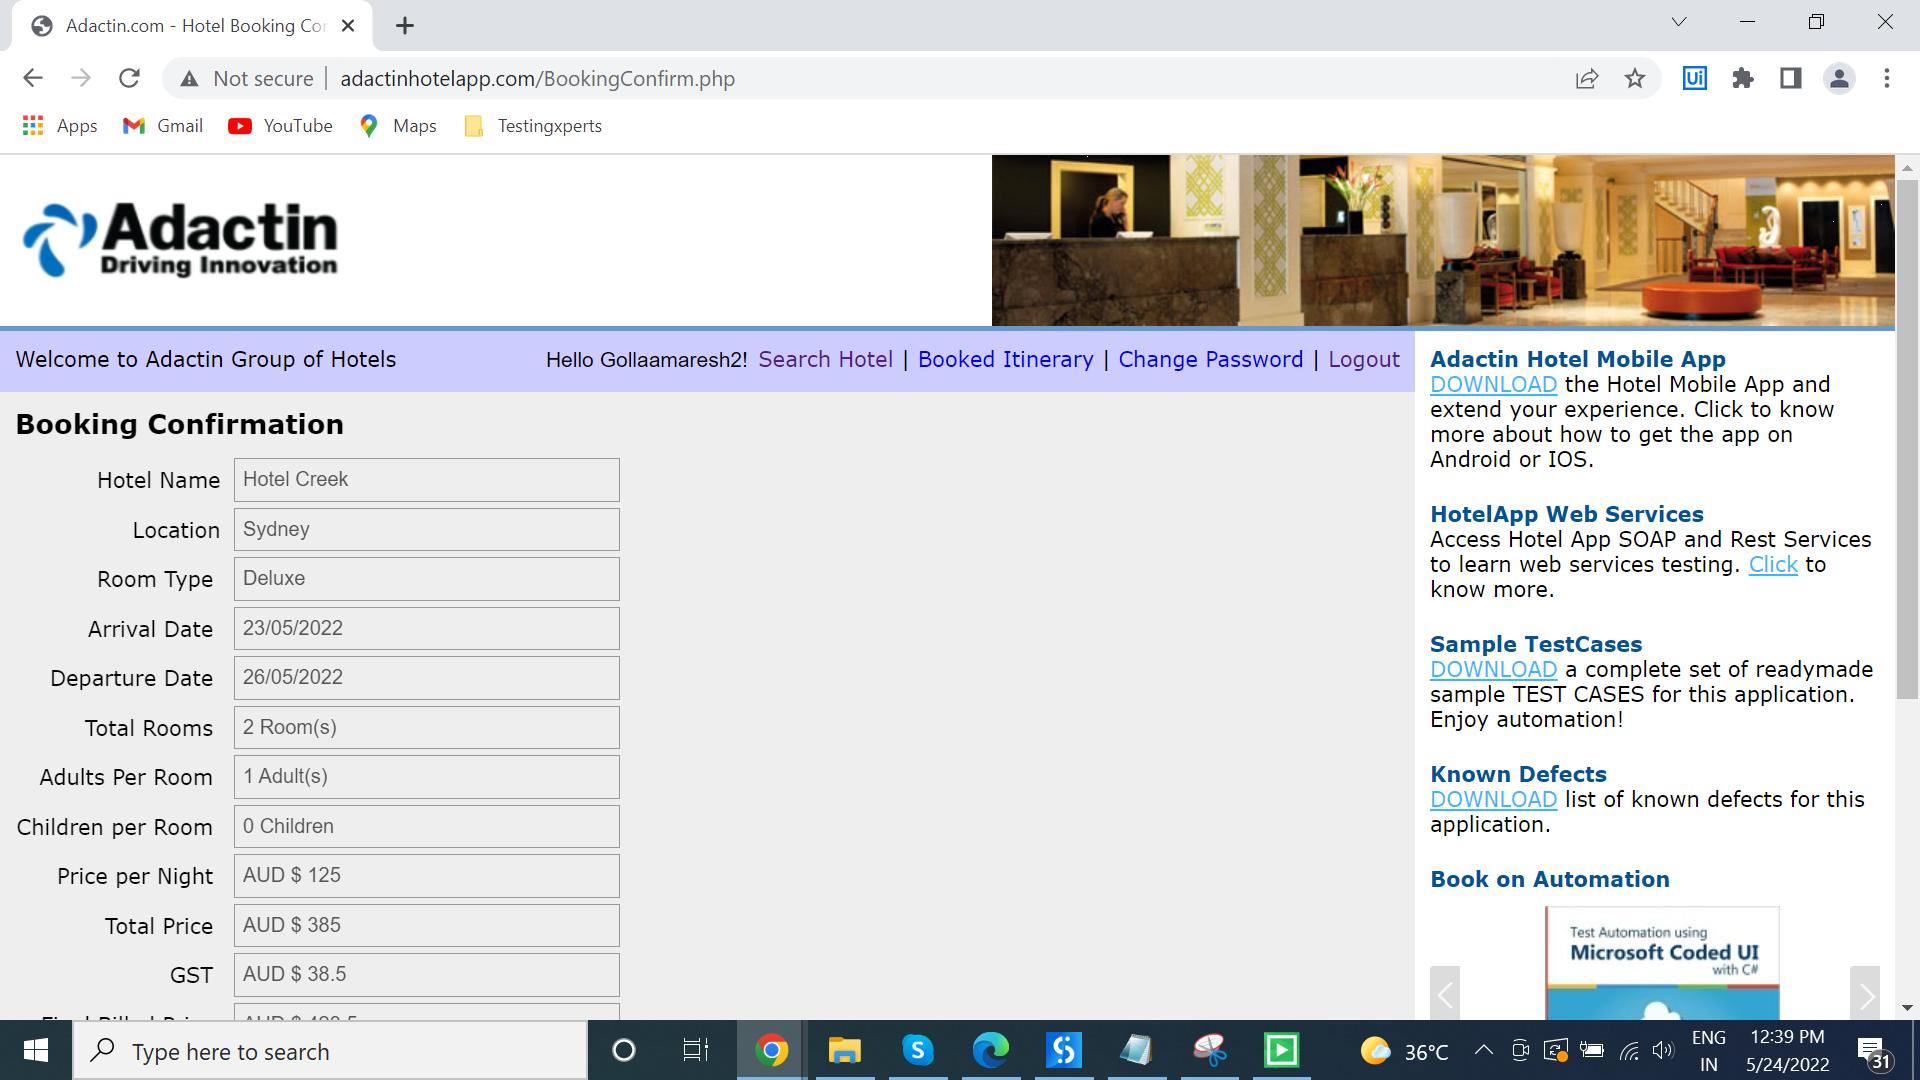 Adactin.com - Hotel Booking Con
Not secure
adactinhotelapp.com/BookingConfirm.php
Ui
Apps
Gmail
YouTube
Maps
Testingxperts
Adactin
Driving Innovation
Welcome to Adactin Group of Hotels
Hello Gollaamaresh2! Search Hotel | Booked Itinerary | Change Password | Logout
Booking Confirmation
Hotel Name Hotel Creek
Location Sydney
Room Type Deluxe
Arrival Date 23/05/2022
Departure Date 26/05/2022
Total Rooms 2 Room(s)
Adults Per Room 1 Adult(s)
Children per Room 0 Children
Price per Night AUD $ 125
Total Price AUD $ 385
GST AUD $ 38.5
Adactin Hotel Mobile App
DOWNLOAD the Hotel Mobile App and
extend your experience. Click to know
more about how to get the app on
Android or IOS.
HotelApp Web Services
Access Hotel App SOAP and Rest Services
to learn web services testing. Click to
know more.
Sample TestCases
DOWNLOAD a complete set of readymade
sample TEST CASES for this application.
Enjoy automation!
Known Defects
DOWNLOAD list of known defects for this
application.
Book on Automation
Test Automation using
Microsoft Coded UI
with C#
Type here to search
36°C
ENG
IN
12:39 PM
5/24/2022
31